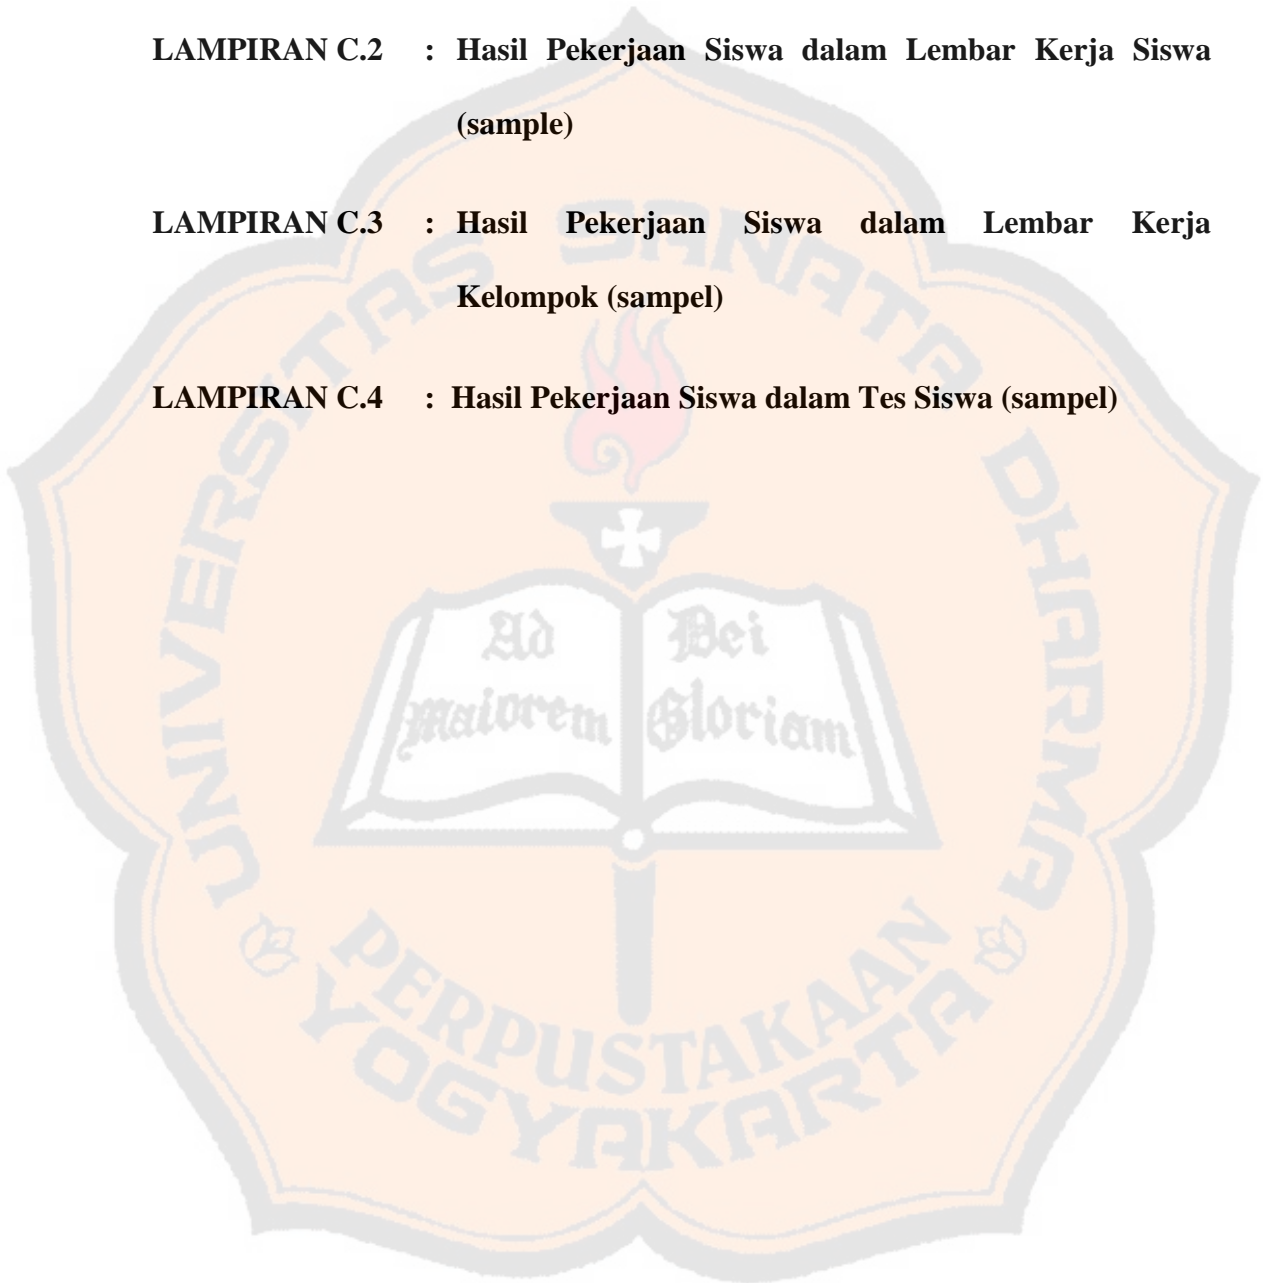 LAMPIRAN C.2 : Hasil Pekerjaan Siswa dalam Lembar Kerja Siswa
(sample)
LAMPIRAN C.3 : Hasil Pekerjaan Siswa dalam Lembar Kerja
Kelompok (sampel)
LAMPIRAN C.4 : Hasil Pekerjaan Siswa dalam Tes Siswa (sampel)
UNIVERSITAS SANATA DHARMA
Ad Dei
maiorem Gloriam
PERPUSTAKAAN
YOGYAKARTA